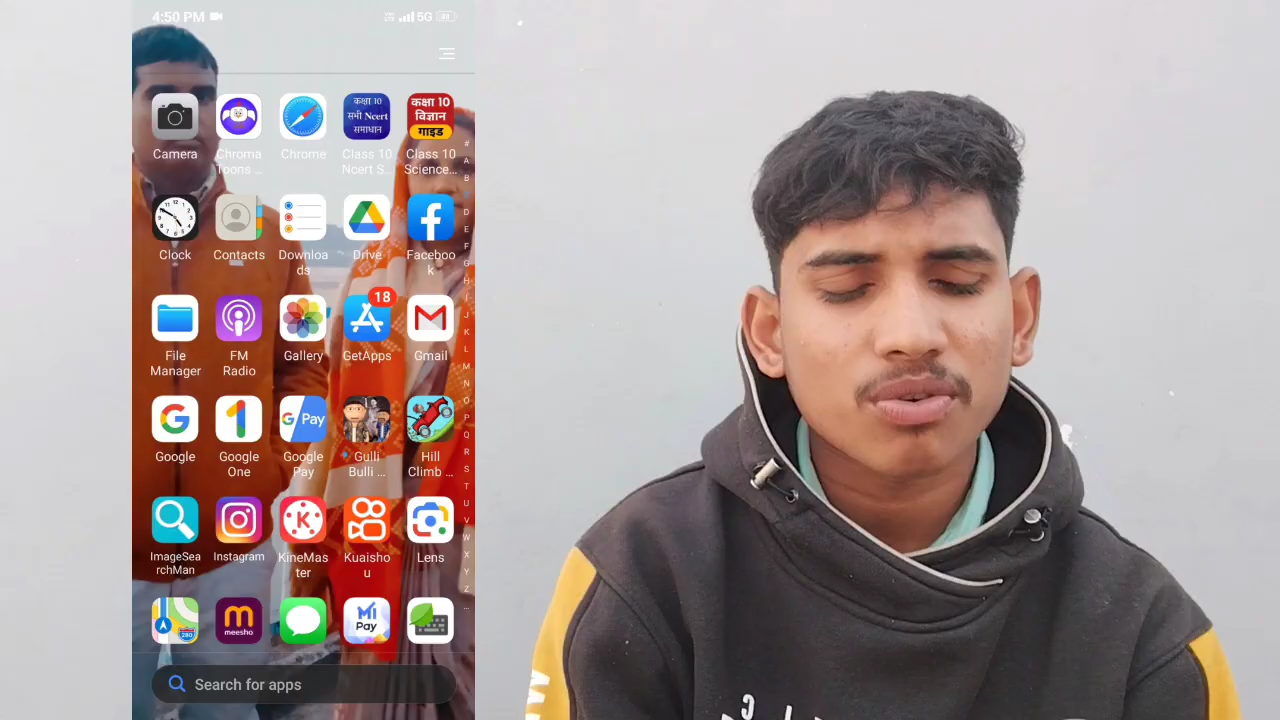 4:50 PM
5G
Camera
Chroma Toons ...
Chrome
कक्षा 10
सभी Ncert
समाधान
Class 10 Ncert S...
कक्षा 10
विज्ञान
गाइड
Class 10 Science...
#
A
B
D
E
F
G
H
I
J
K
L
M
N
O
P
Q
R
S
T
U
V
W
X
Y
Z
Clock
Contacts
Downloa
ds
Drive
Faceboo
k
File
Manager
FM
Radio
Gallery
18
GetApps
Gmail
Google
Google
One
G Pay
Google
Pay
Gulli
Bulli ...
Hill
Climb ...
ImageSea
rchMan
Instagram
KineMas
ter
Kuaisho
u
Lens
280
meesho
Mi
Pay
Search for apps